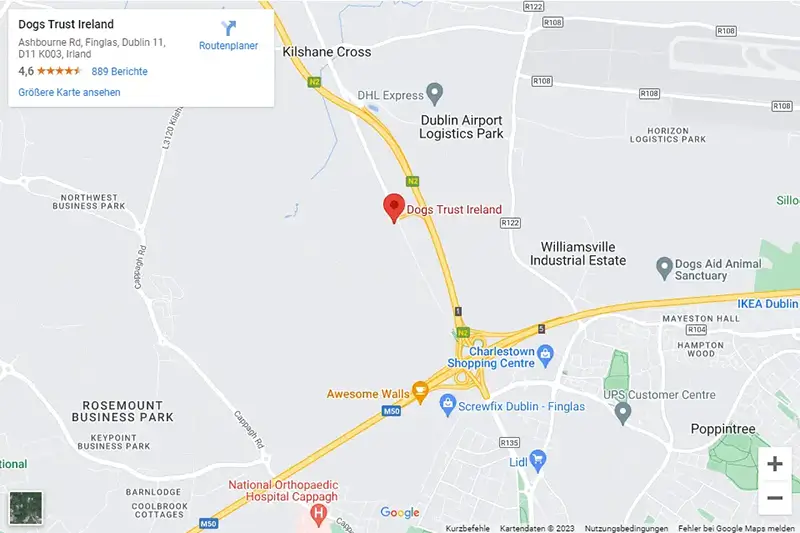 Dogs Trust Ireland
Ashbourne Rd, Finglas, Dublin 11,
D11 K003, Irland
4,6
889 Berichte
Routenplaner
Größere Karte ansehen
R122
R108
Kilshane Cross
N2
DHL Express
R108
R108
R108
Dublin Airport
Logistics Park
HORIZON
LOGISTICS PARK
L3120 Kilsha
N2
NORTHWEST
BUSINESS PARK
Dogs Trust Ireland
Sillo
R122
Cappagh Rd
Williamsville
Industrial Estate
Dogs Aid Animal
Sanctuary
IKEA Dublin
1
N2
5
MAYESTON HALL
R104
HAMPTON
WOOD
Charlestown
Shopping Centre
Awesome Walls
UPS Customer Centre
M50
Screwfix Dublin - Finglas
ROSEMOUNT
BUSINESS PARK
KEYPOINT
BUSINESS PARK
Cappagh Rd
Poppintree
R135
Lidl
tional
National Orthopaedic
Hospital Cappagh
BARNLODGE
COOLBROOK
COTTAGES
M50
Cappagh
Google
Kurzbefehle
Kartendaten © 2023
Nutzungsbedingungen
Fehler bei Google Maps melden